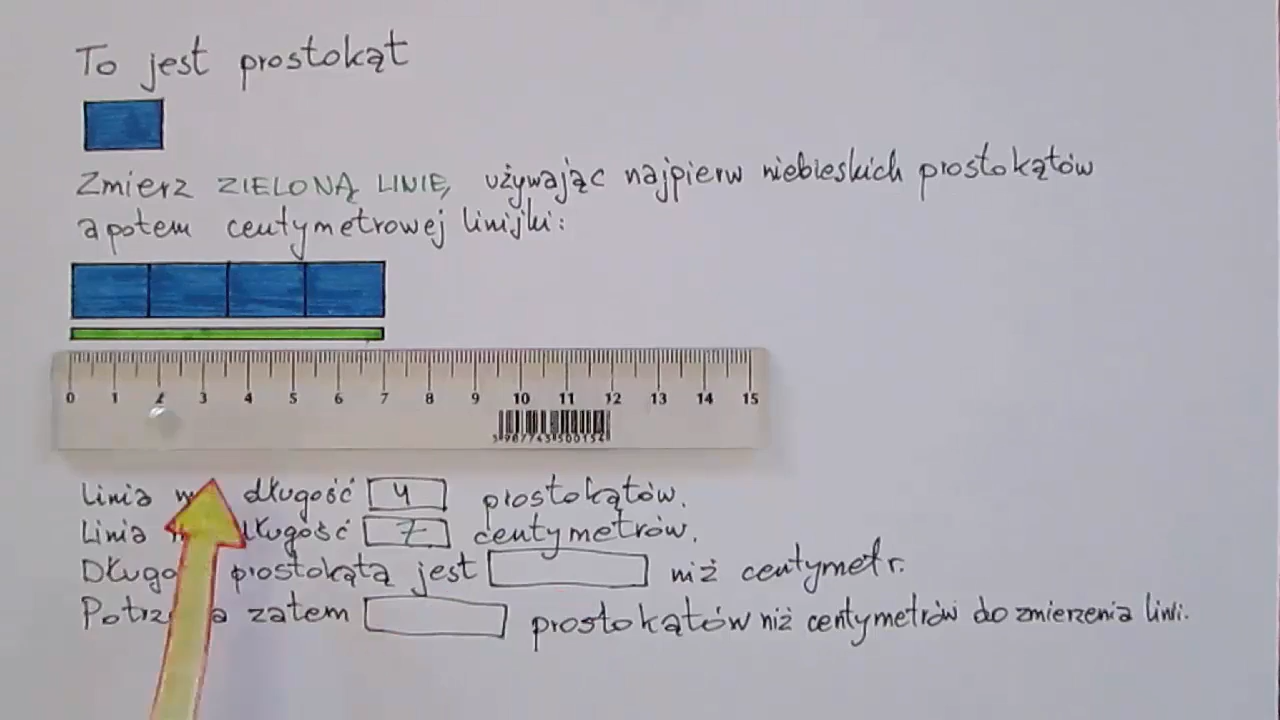 To jest prostokąt
Zmierz ZIELONĄ LINIE, używając najpierw niebieskich prostokątów
a potem centymetrowej linijki:
0 1 2 3 4 5 6 7 8 9 10 11 12 13 14 15
Linia długość 4 prostokątów.
Linia długość 7 centymetrów.
prostokąta jest niż centymetr.
zatem prostokątów niż centymetrów do zmierzenia linii.